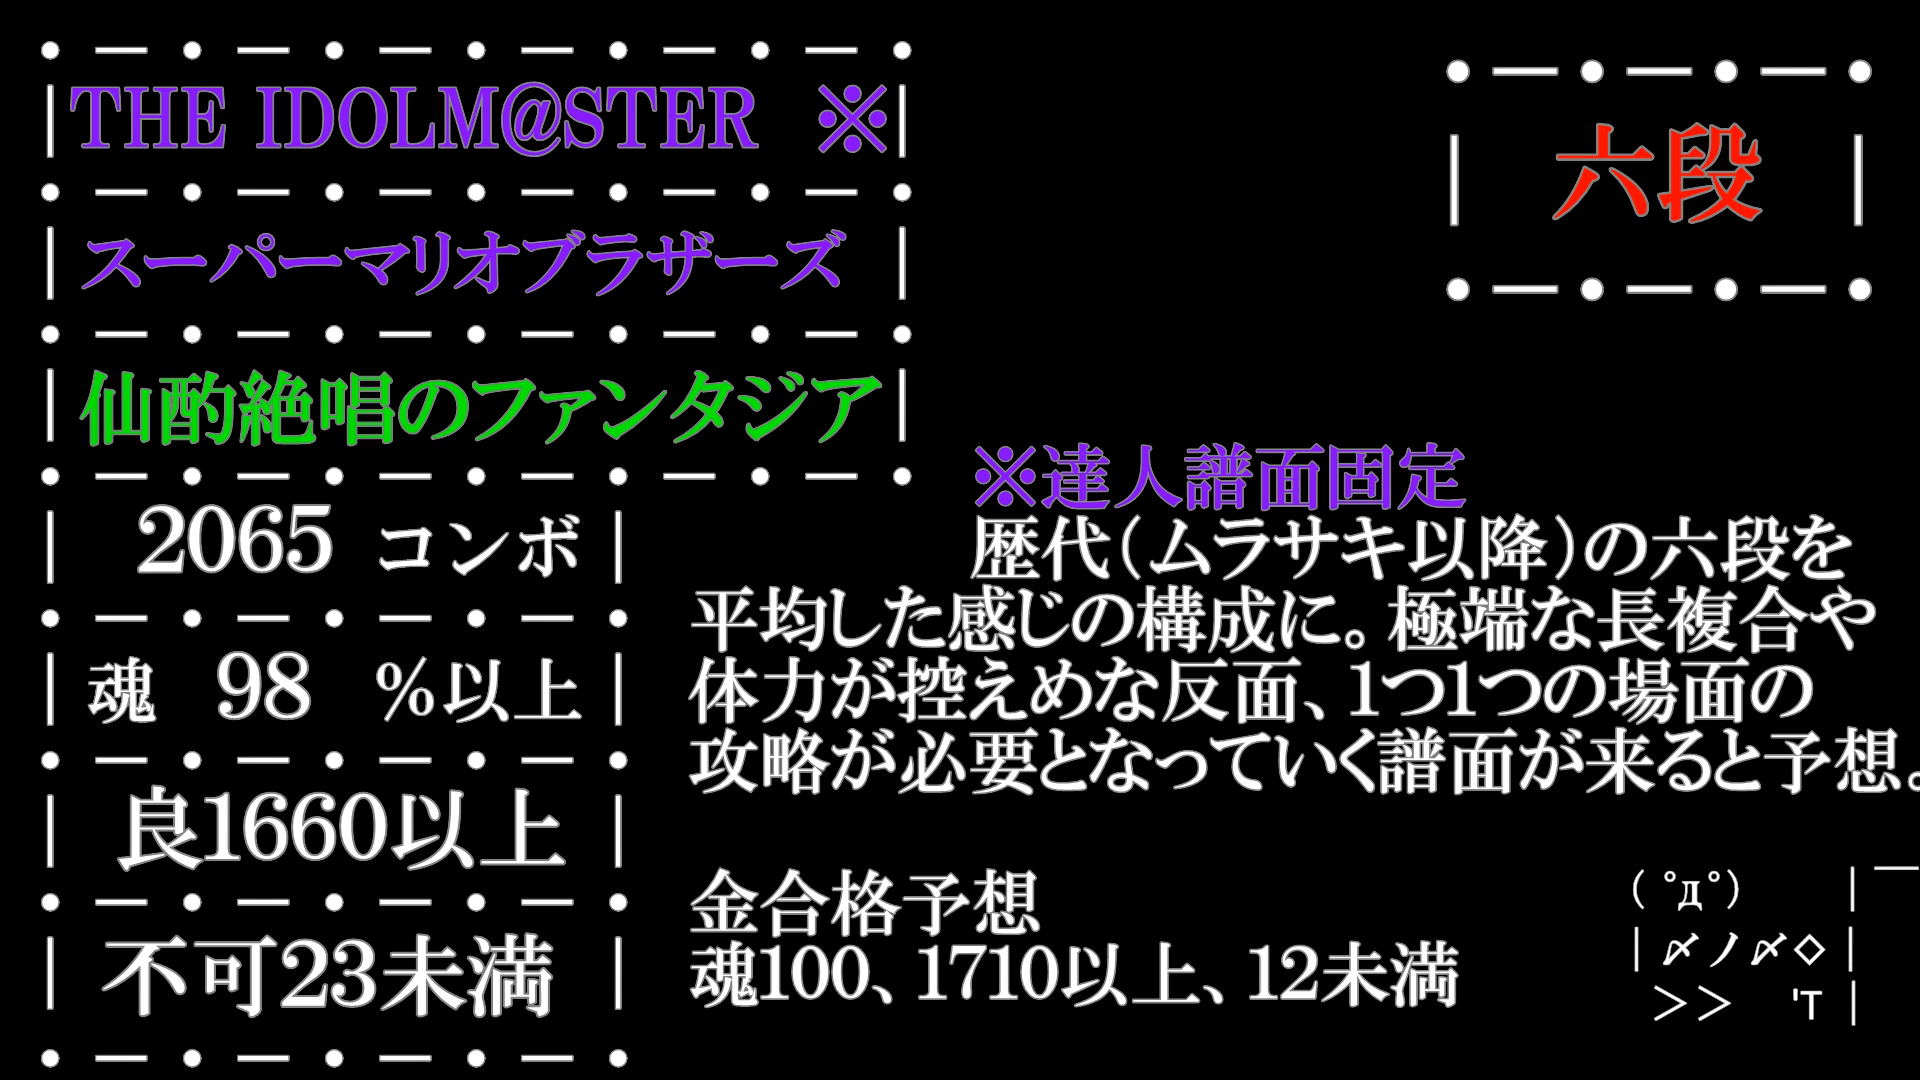 THE IDOLM@STER ※
六段
スーパーマリオブラザーズ
仙酌絶唱のファンタジア
2065 コンボ
魂 98 %以上
良1660以上
不可23未満
※達人譜面固定
歴代(ムラサキ以降)の六段を
平均した感じの構成に。極端な長複合や
体力が控えめな反面、1つ1つの場面の
攻略が必要となっていく譜面が来ると予想。
金合格予想
魂100、1710以上、12未満
( ﾟдﾟ) |￣
|〆ノ〆◇|
＞＞ 'T |